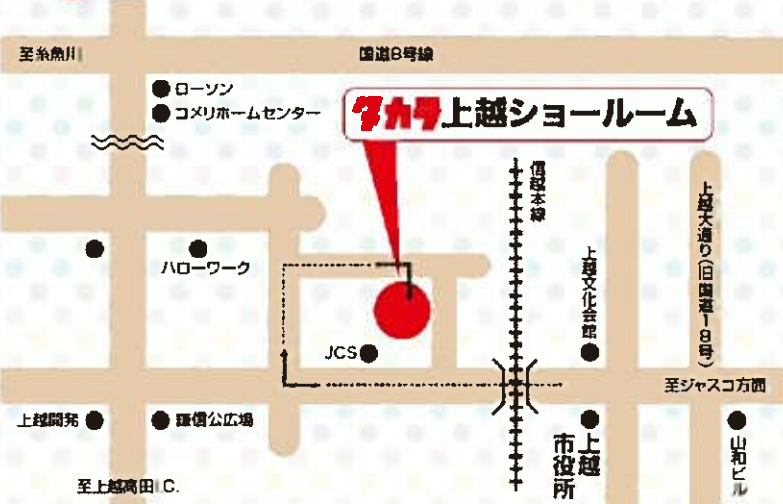 至糸魚川
国道8号線
ローソン
コメリホームセンター
タカラ上越ショールーム
信越本線
上越大通り(旧国道18号)
上越文化会館
ハローワーク
JCS
至ジャスコ方面
上越開発
謙信公広場
上越
市役所
山和ビル
至上越高田I.C.